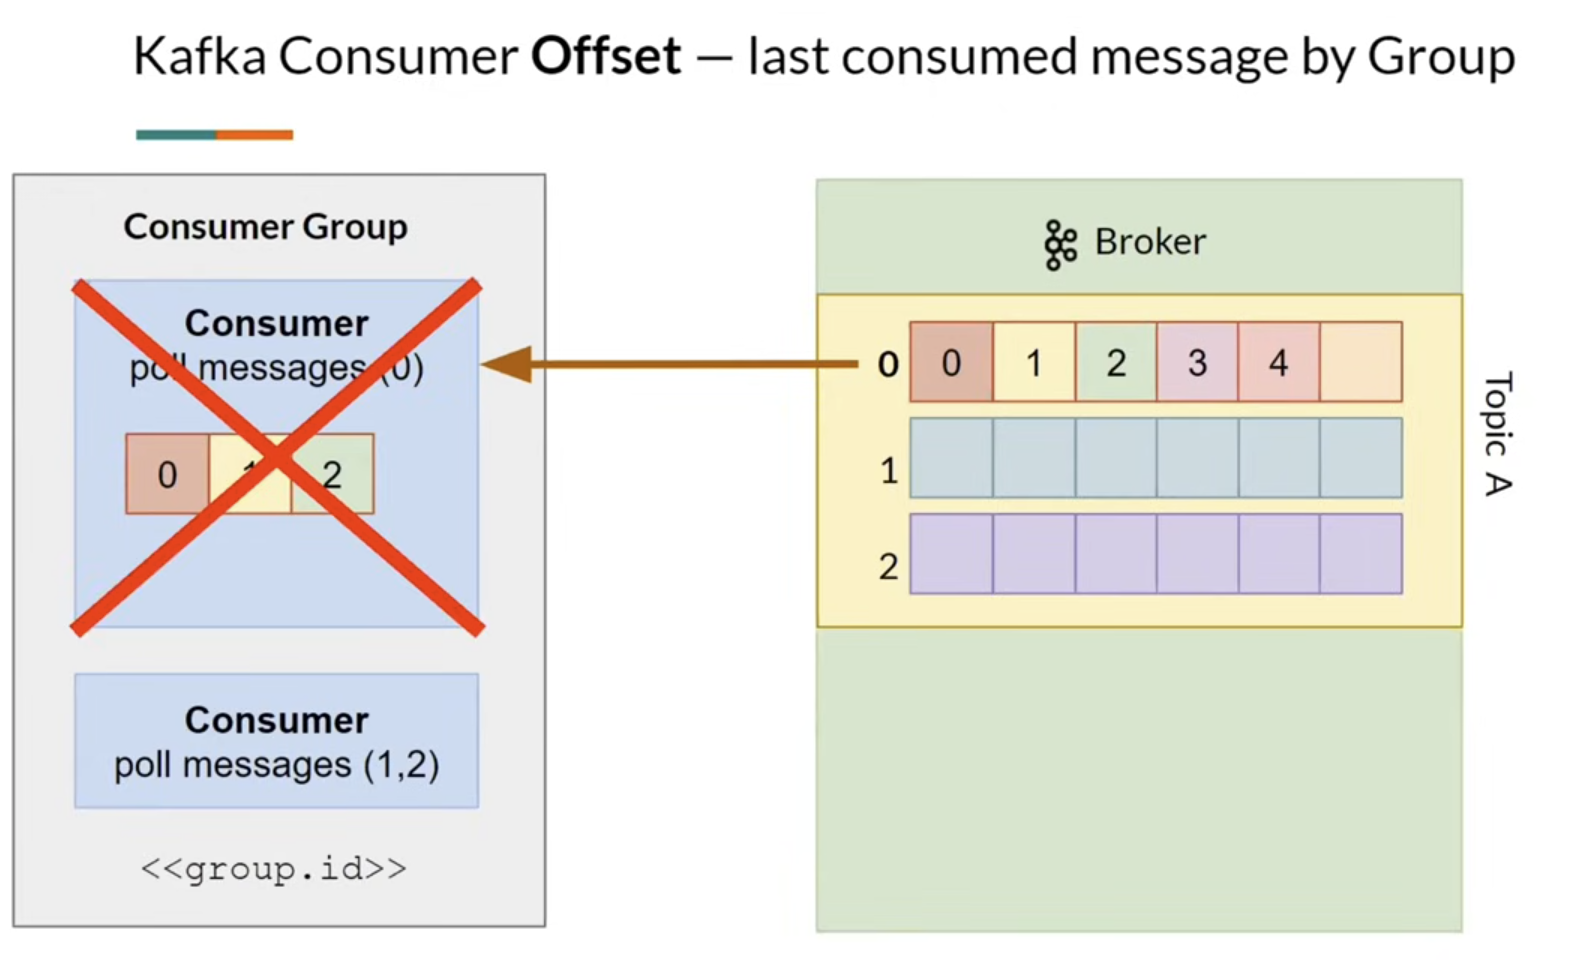 Kafka Consumer Offset — last consumed message by Group
Consumer Group
Consumer
poll messages (0)
0 1 2
Consumer
poll messages (1,2)
<<group.id>>
Broker
0 0 1 2 3 4
1
2
Topic A